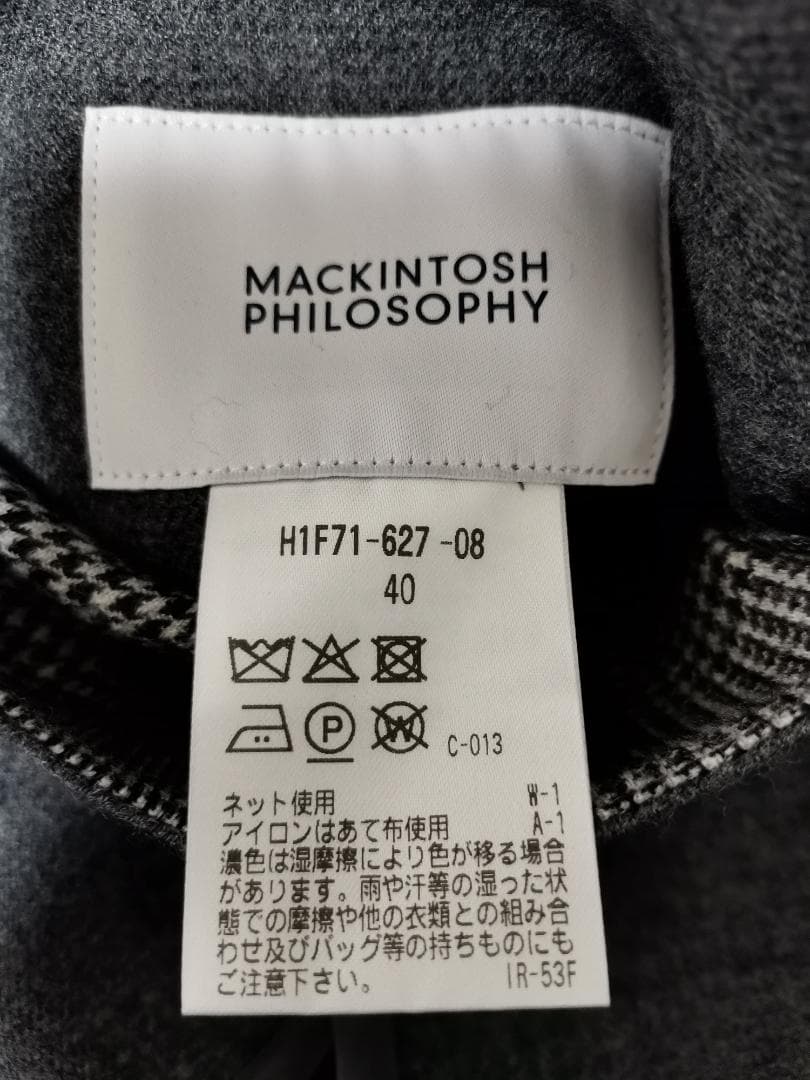 MACKINTOSH
PHILOSOPHY
H1F71-627-08
40
P
W
C-013
ネット使用 W-1
アイロンはあて布使用 A-1
濃色は湿摩擦により色が移る場合
があります。雨や汗等の湿った状
態での摩擦や他の衣類との組み合
わせ及びバッグ等の持ちものにも
ご注意下さい。 IR-53F